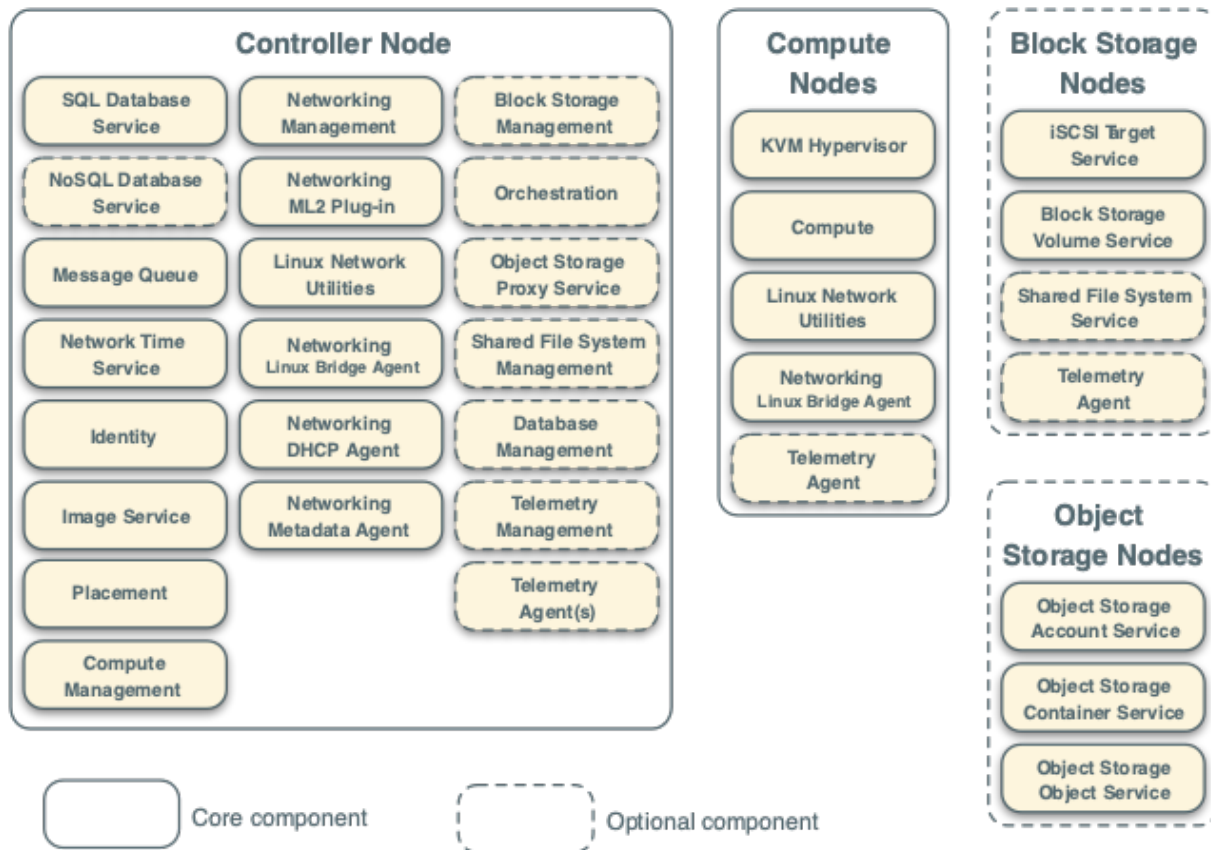 Controller Node
SQL Database
Service
NoSQL Database
Service
Message Queue
Network Time
Service
Identity
Image Service
Placement
Compute
Management
Networking
Management
Networking
ML2 Plug-in
Linux Network
Utilities
Networking
Linux Bridge Agent
Networking
DHCP Agent
Networking
Metadata Agent
Block Storage
Management
Orchestration
Object Storage
Proxy Service
Shared File System
Management
Database
Management
Telemetry
Management
Telemetry
Agent(s)
Compute
Nodes
KVM Hypervisor
Compute
Linux Network
Utilities
Networking
Linux Bridge Agent
Telemetry
Agent
Block Storage
Nodes
iSCSI Target
Service
Block Storage
Volume Service
Shared File System
Service
Telemetry
Agent
Object
Storage Nodes
Object Storage
Account Service
Object Storage
Container Service
Object Storage
Object Service
Core component
Optional component